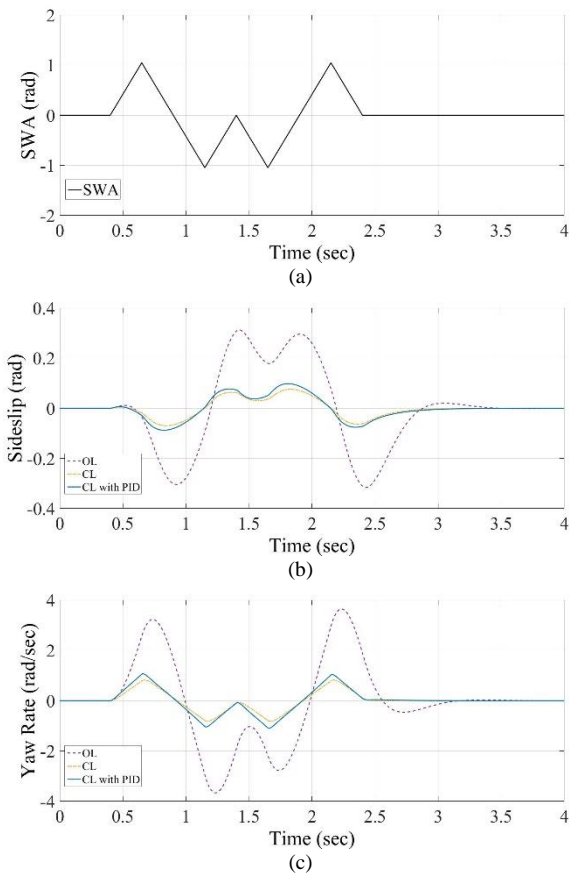 2
1
0
-1
-2
SWA (rad)
SWA
0 0.5 1 1.5 2 2.5 3 3.5 4
Time (sec)
(a)
0.4
0.2
0
-0.2
-0.4
Sideslip (rad)
OL
CL
CL with PID
0 0.5 1 1.5 2 2.5 3 3.5 4
Time (sec)
(b)
4
2
0
-2
-4
Yaw Rate (rad/sec)
OL
CL
CL with PID
0 0.5 1 1.5 2 2.5 3 3.5 4
Time (sec)
(c)